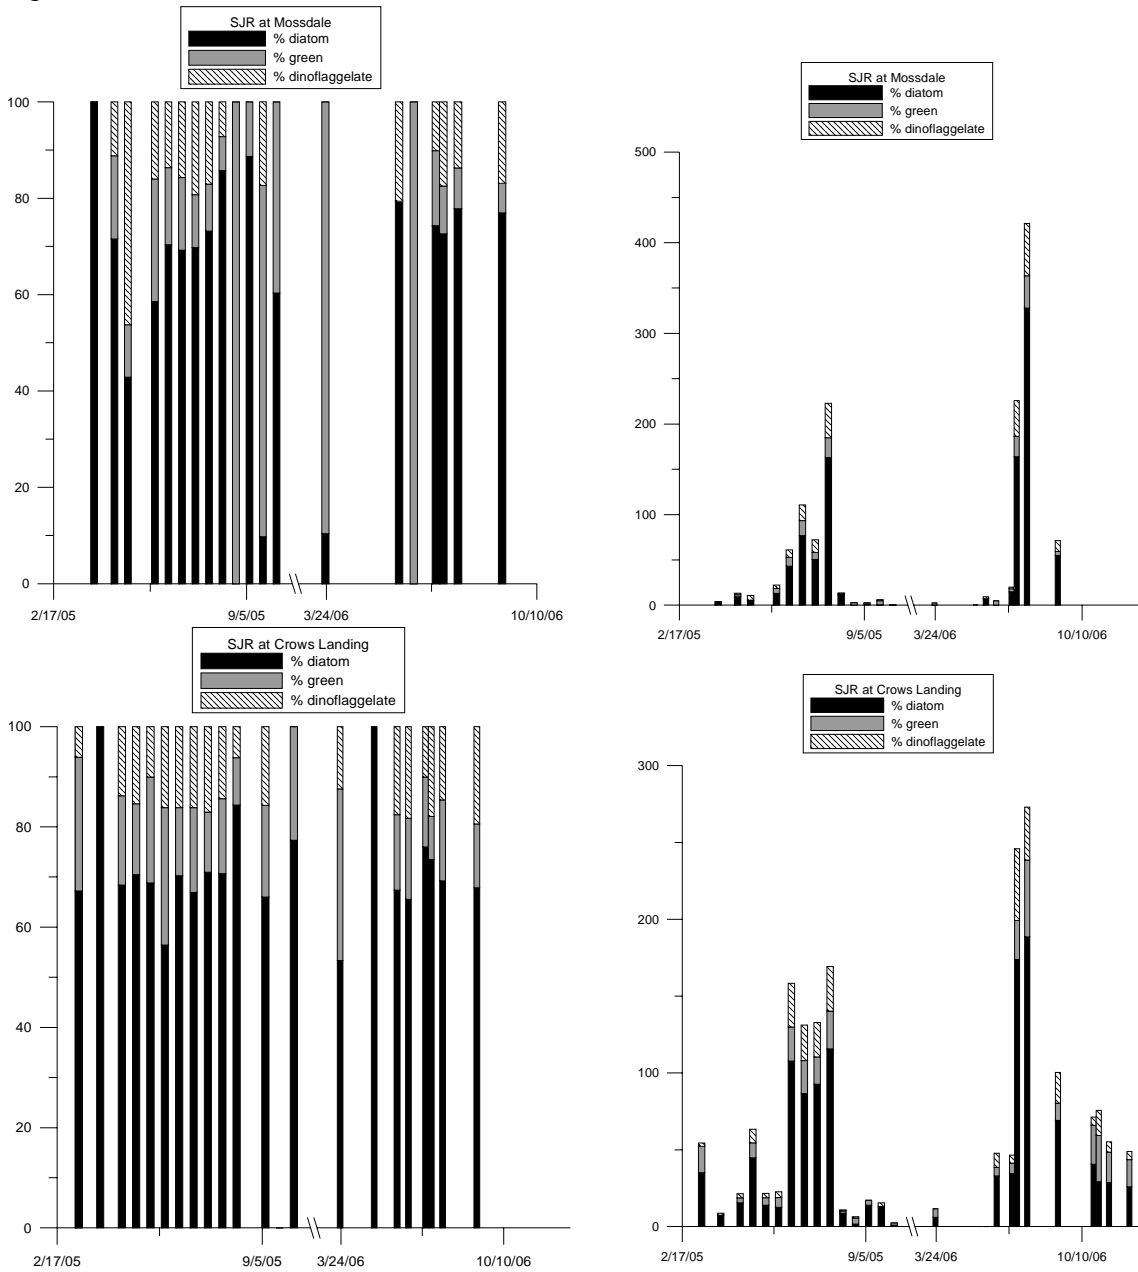 SJR at Mossdale
% diatom
% green
% dinoflaggelate
100
80
60
40
20
0
2/17/05 9/5/05 3/24/06 10/10/06
SJR at Mossdale
% diatom
% green
% dinoflaggelate
500
400
300
200
100
0
2/17/05 9/5/05 3/24/06 10/10/06
SJR at Crows Landing
% diatom
% green
% dinoflaggelate
100
80
60
40
20
0
2/17/05 9/5/05 3/24/06 10/10/06
SJR at Crows Landing
% diatom
% green
% dinoflaggelate
300
200
100
0
2/17/05 9/5/05 3/24/06 10/10/06